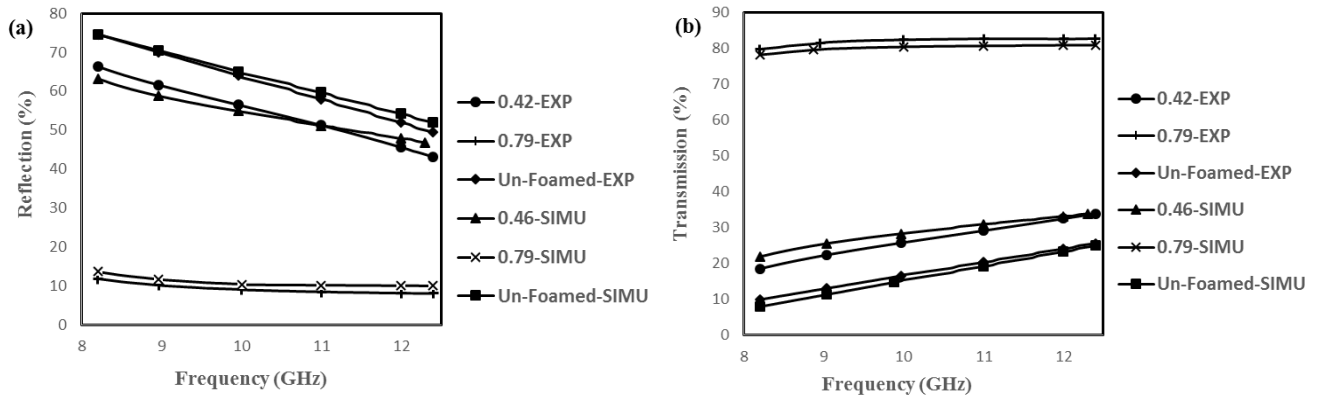 (a)
80
70
60
50
40
30
20
10
0
Reflection (%)
8 9 10 11 12
Frequency (GHz)
0.42-EXP
0.79-EXP
Un-Foamed-EXP
0.46-SIMU
0.79-SIMU
Un-Foamed-SIMU
(b)
90
80
70
60
50
40
30
20
10
0
Transmission (%)
8 9 10 11 12
Frequency (GHz)
0.42-EXP
0.79-EXP
Un-Foamed-EXP
0.46-SIMU
0.79-SIMU
Un-Foamed-SIMU